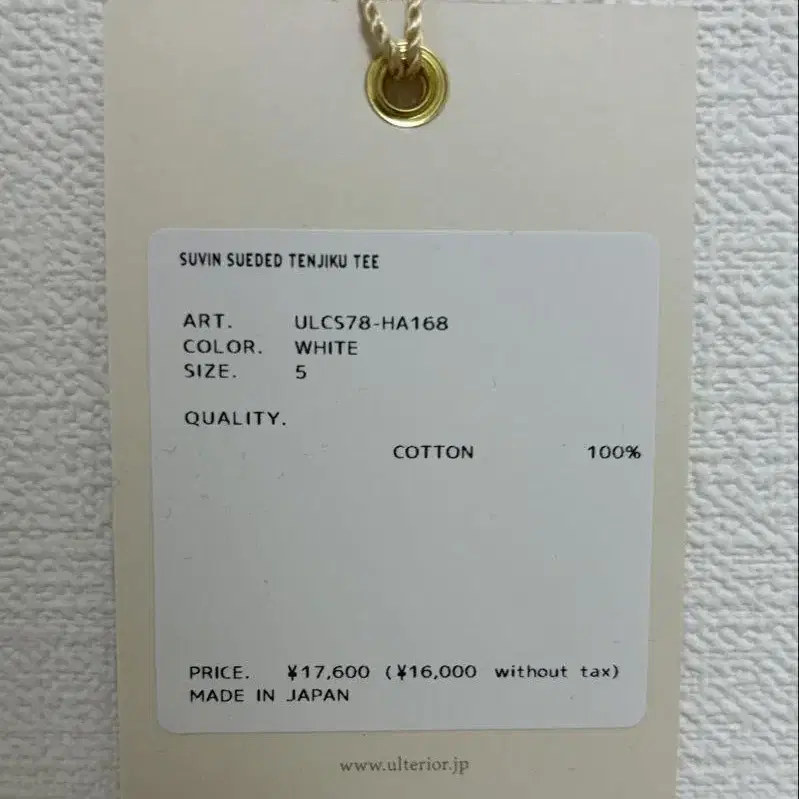 SUVIN SUEDED TENJIKU TEE
ART. ULCS78-HA168
COLOR. WHITE
SIZE. 5
QUALITY.
COTTON 100%
PRICE. ¥17,600 (¥16,000 without tax)
MADE IN JAPAN
www.ulterior.jp